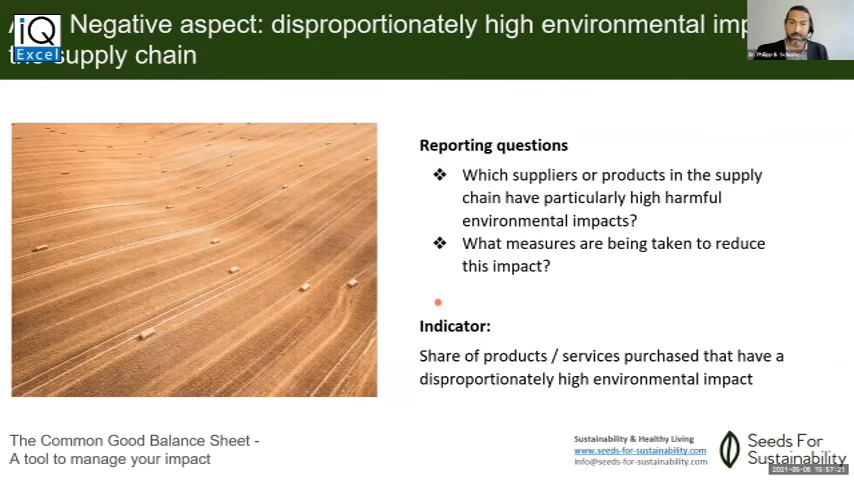 Negative aspect: disproportionately high environmental imp
supply chain
iQ
Excel
Reporting questions
❖ Which suppliers or products in the supply
chain have particularly high harmful
environmental impacts?
❖ What measures are being taken to reduce
this impact?
Indicator:
Share of products / services purchased that have a
disproportionately high environmental impact
The Common Good Balance Sheet -
A tool to manage your impact
Sustainability & Healthy Living
www.seeds-for-sustainability.com
Info@seeds-for-sustainability.com
Seeds For
Sustainability